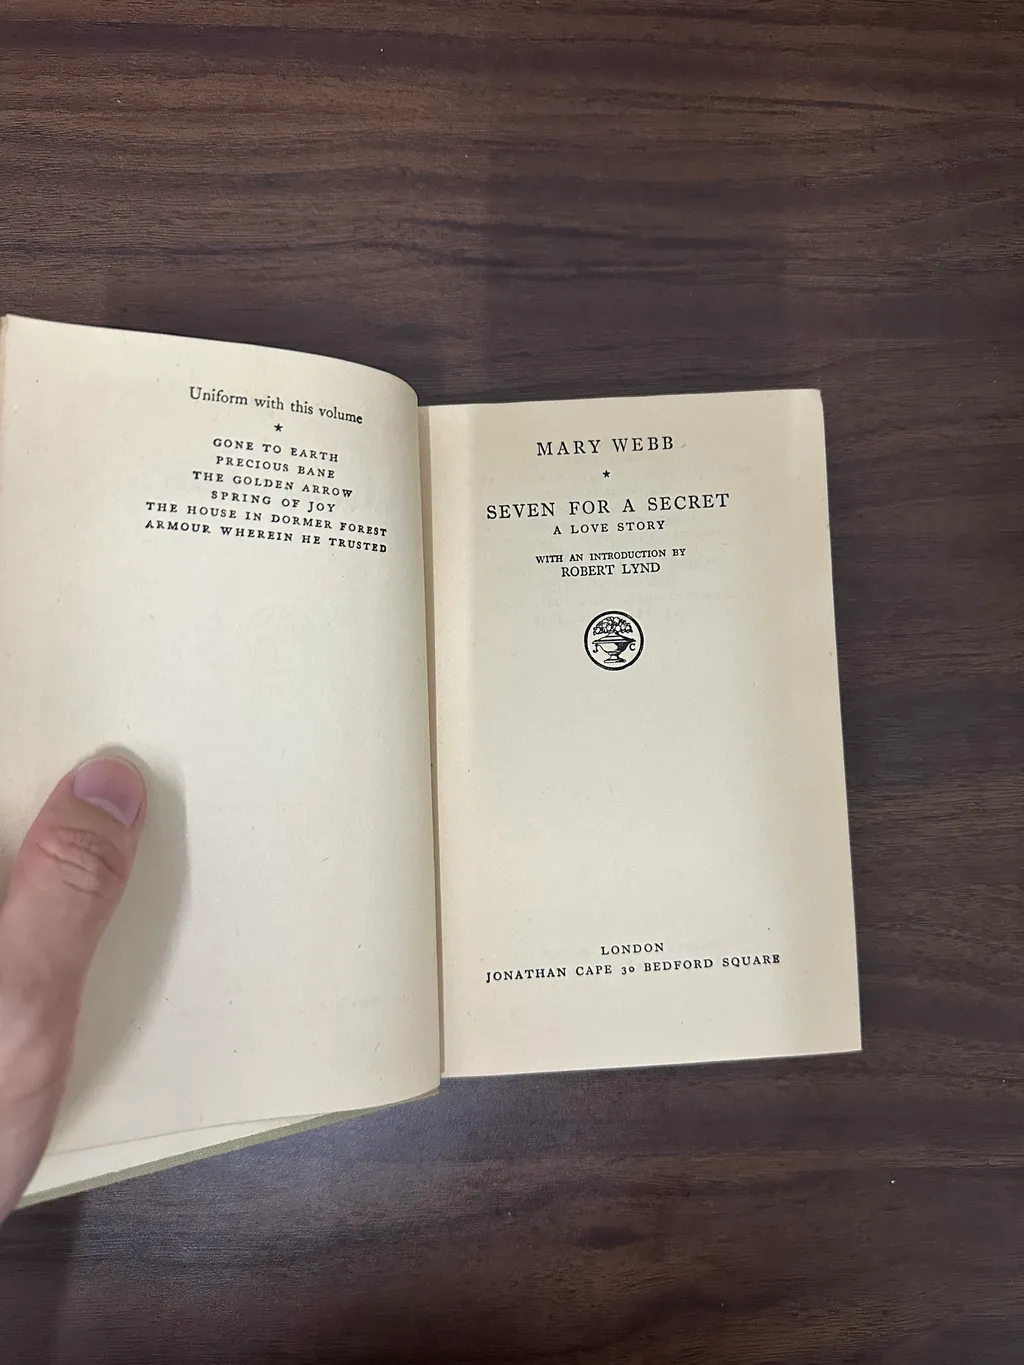 Uniform with this volume
★
GONE TO EARTH
PRECIOUS BANE
THE GOLDEN ARROW
SPRING OF JOY
THE HOUSE IN DORMER FOREST
ARMOUR WHEREIN HE TRUSTED
MARY WEBB
★
SEVEN FOR A SECRET
A LOVE STORY
WITH AN INTRODUCTION BY
ROBERT LYND
J C
LONDON
JONATHAN CAPE 30 BEDFORD SQUARE